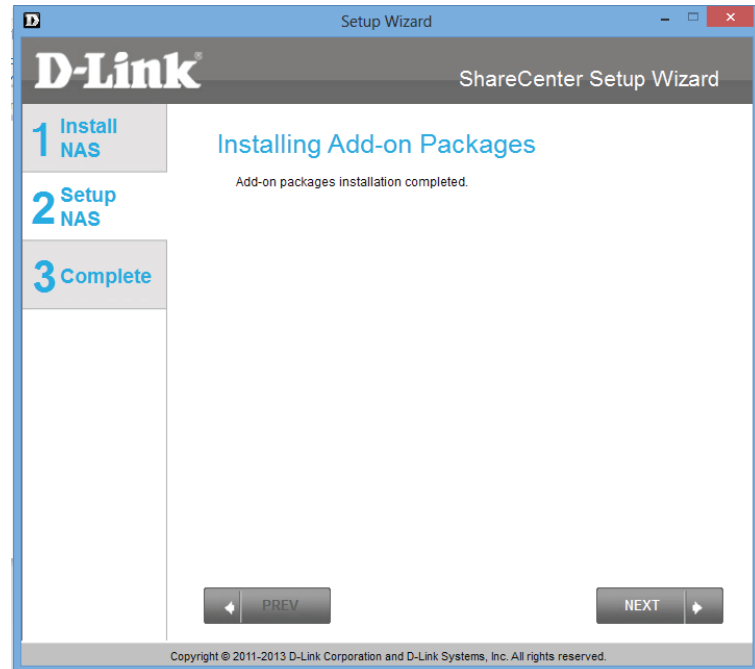 Setup Wizard
D-Link®
ShareCenter Setup Wizard
1 Install
NAS
2 Setup
NAS
3 Complete
Installing Add-on Packages
Add-on packages installation completed.
PREV
NEXT
Copyright © 2011-2013 D-Link Corporation and D-Link Systems, Inc. All rights reserved.